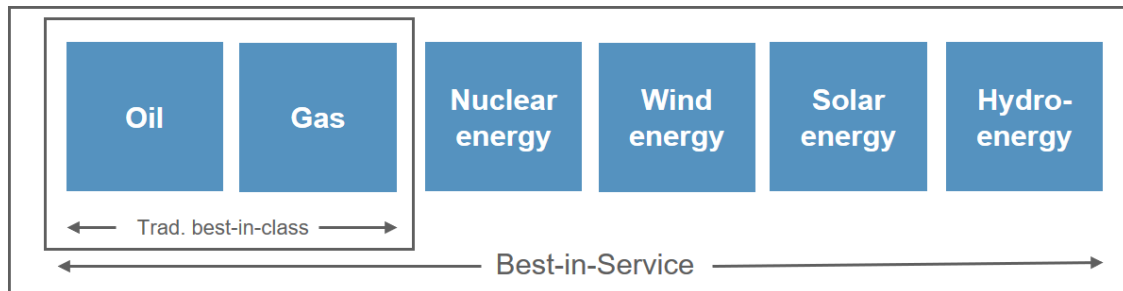 Oil
Gas
Nuclear
energy
Wind
energy
Solar
energy
Hydro-
energy
Trad. best-in-class
Best-in-Service